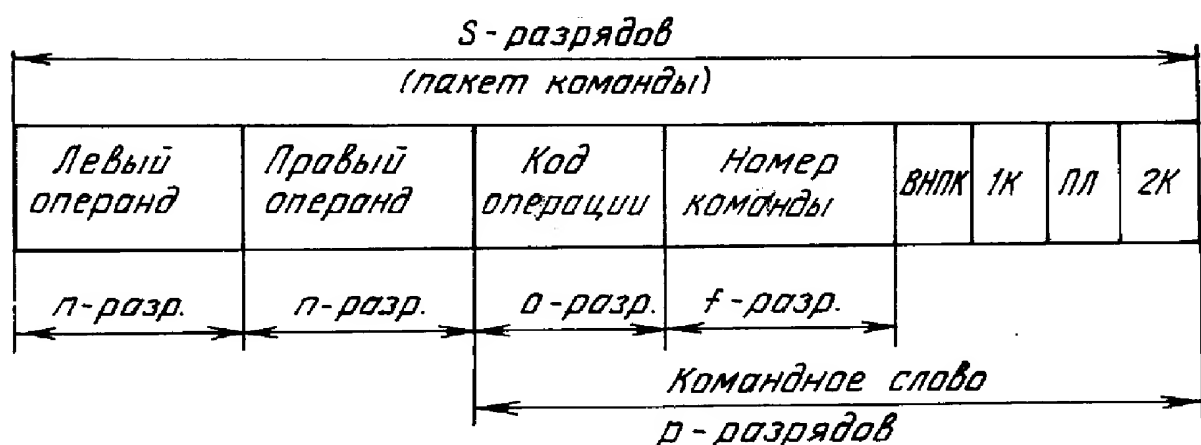 S-разрядов
(пакет команды)
Левый операнд
Правый операнд
Код операции
Номер команды
ВНПК
1К
ПЛ
2К
n-разр.
n-разр.
о-разр.
f-разр.
Командное слово
р-разрядов